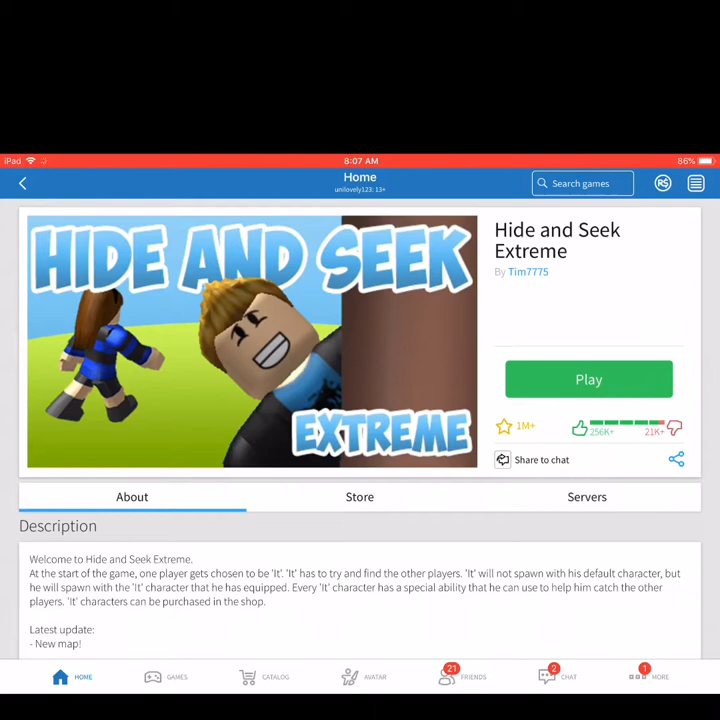 iPad
8:07 AM
86%
Home
unilovely123: 13+
Search games
R$
HIDE AND SEEK
EXTREME
Hide and Seek
Extreme
By Tim7775
Play
1M+
256K+
21K+
Share to chat
About
Store
Servers
Description
Welcome to Hide and Seek Extreme.
At the start of the game, one player gets chosen to be 'It'. 'It' has to try and find the other players. 'It' will not spawn with his default character, but
he will spawn with the 'It' character that he has equipped. Every 'It' character has a special ability that he can use to help him catch the other
players. 'It' characters can be purchased in the shop.
Latest update:
- New map!
HOME
GAMES
CATALOG
AVATAR
21
FRIENDS
2
CHAT
1
MORE